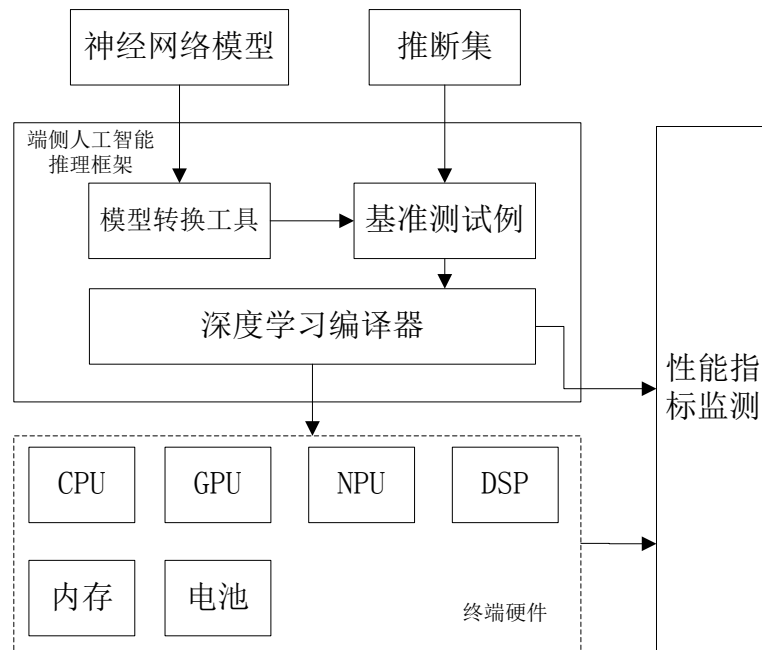 神经网络模型
推断集
端侧人工智能
推理框架
模型转换工具
基准测试例
深度学习编译器
性能指
标监测
CPU
GPU
NPU
DSP
内存
电池
终端硬件